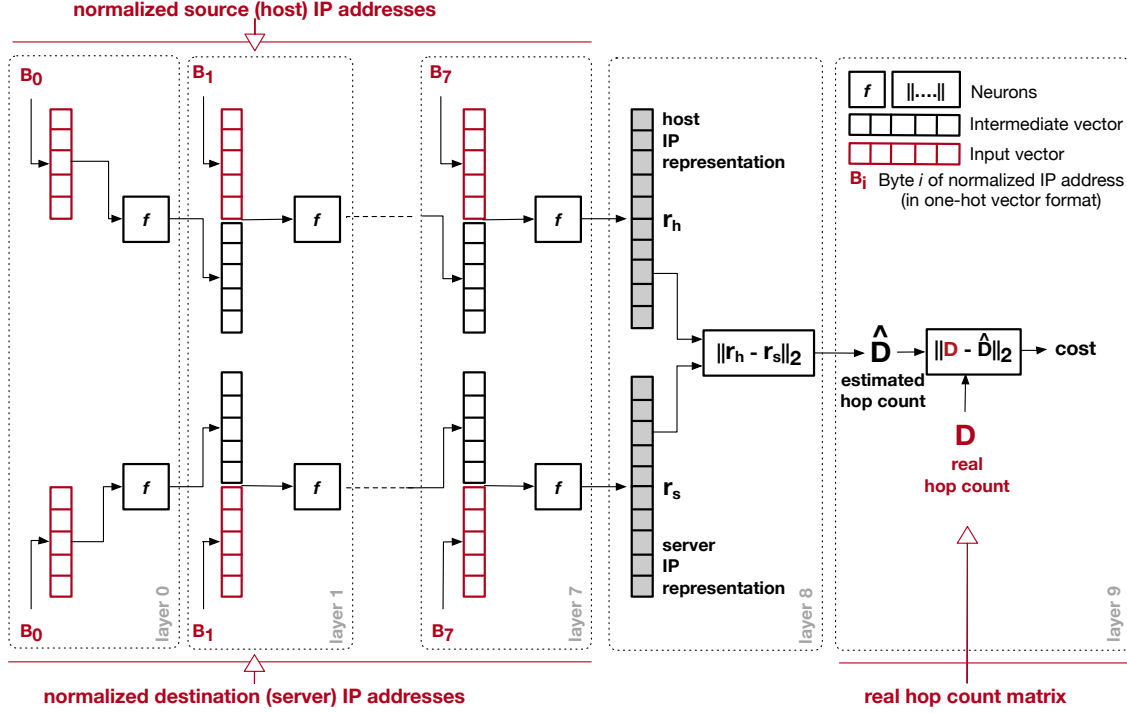 normalized source (host) IP addresses
B0
B1
B7
f
f
f
host
IP
representation
rh
f
||....||
Neurons
Intermediate vector
Input vector
Bi Byte i of normalized IP address
(in one-hot vector format)
||rh - rs||2
D̂
estimated
hop count
||D - D̂||2
cost
D
real
hop count
f
f
f
rs
server
IP
representation
B0
B1
B7
layer 0
layer 1
layer 7
layer 8
layer 9
normalized destination (server) IP addresses
real hop count matrix